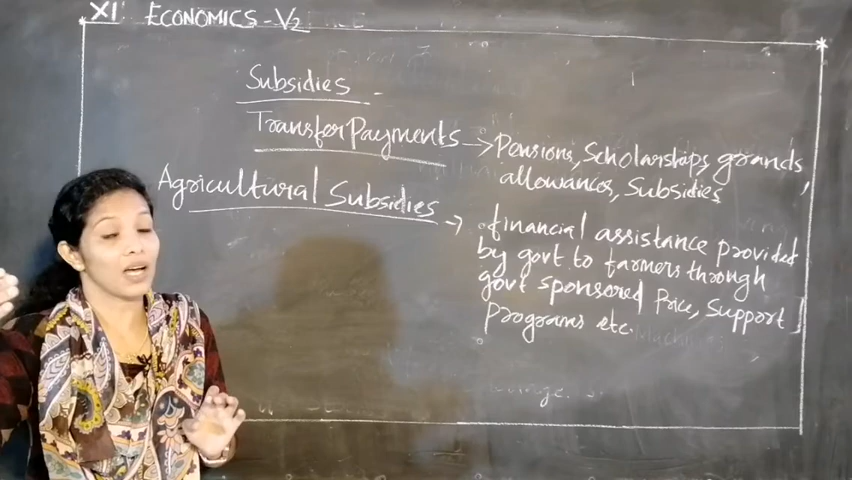 XI ECONOMICS - V2
Subsidies -
Transfer Payments → Pensions, Scholarships, grands,
allowances, Subsidies
Agricultural Subsidies →
financial assistance provided
by govt to farmers through
govt sponsored Price, Support
Programs etc.